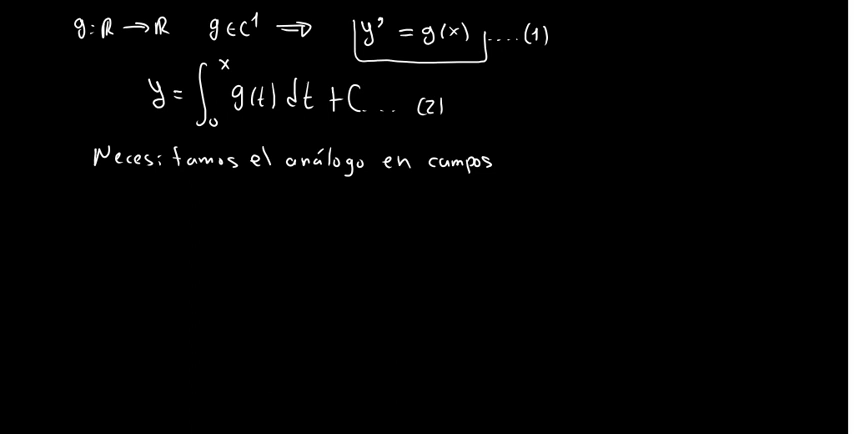 g: ℝ → ℝ g ∈ C¹ ⟹ y' = g(x) ....(1)
y = ∫₀ˣ g(t) dt + C... (2)
Necesitamos el análogo en campos